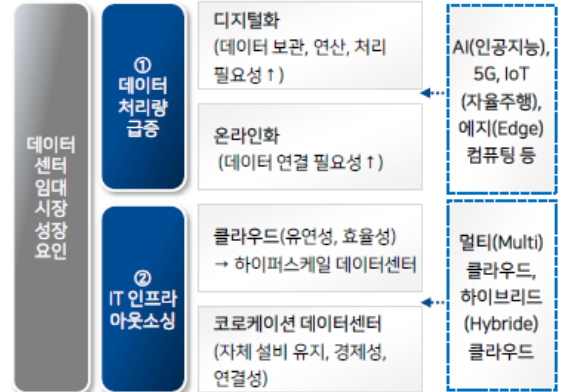 데이터
센터
임대
시장
성장
요인
①
데이터
처리량
급증
디지털화
(데이터 보관, 연산, 처리
필요성↑)
온라인화
(데이터 연결 필요성↑)
AI(인공지능),
5G, IoT
(자율주행),
에지(Edge)
컴퓨팅 등
②
IT 인프라
아웃소싱
클라우드(유연성, 효율성)
→ 하이퍼스케일 데이터센터
코로케이션 데이터센터
(자체 설비 유지, 경제성,
연결성)
멀티(Multi)
클라우드,
하이브리드
(Hybride)
클라우드